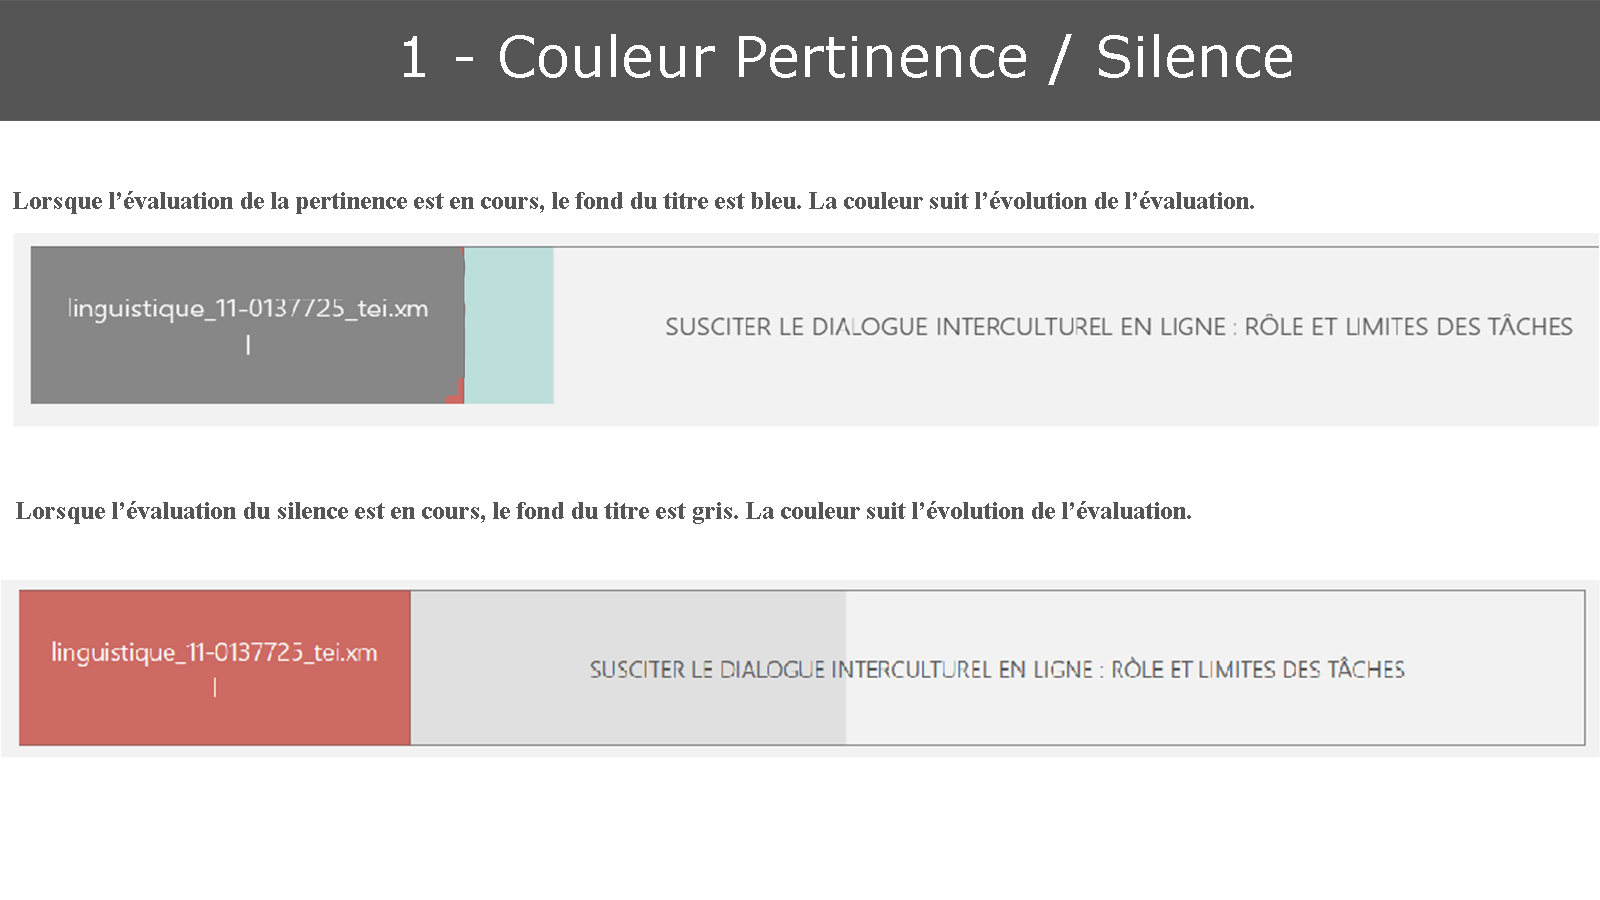 1 - Couleur Pertinence / Silence
Lorsque l’évaluation de la pertinence est en cours, le fond du titre est bleu. La couleur suit l’évolution de l’évaluation.
linguistique_11-0137725_tei.xm
l
SUSCITER LE DIALOGUE INTERCULTUREL EN LIGNE : RÔLE ET LIMITES DES TÂCHES
Lorsque l’évaluation du silence est en cours, le fond du titre est gris. La couleur suit l’évolution de l’évaluation.
linguistique_11-0137725_tei.xm
l
SUSCITER LE DIALOGUE INTERCULTUREL EN LIGNE : RÔLE ET LIMITES DES TÂCHES